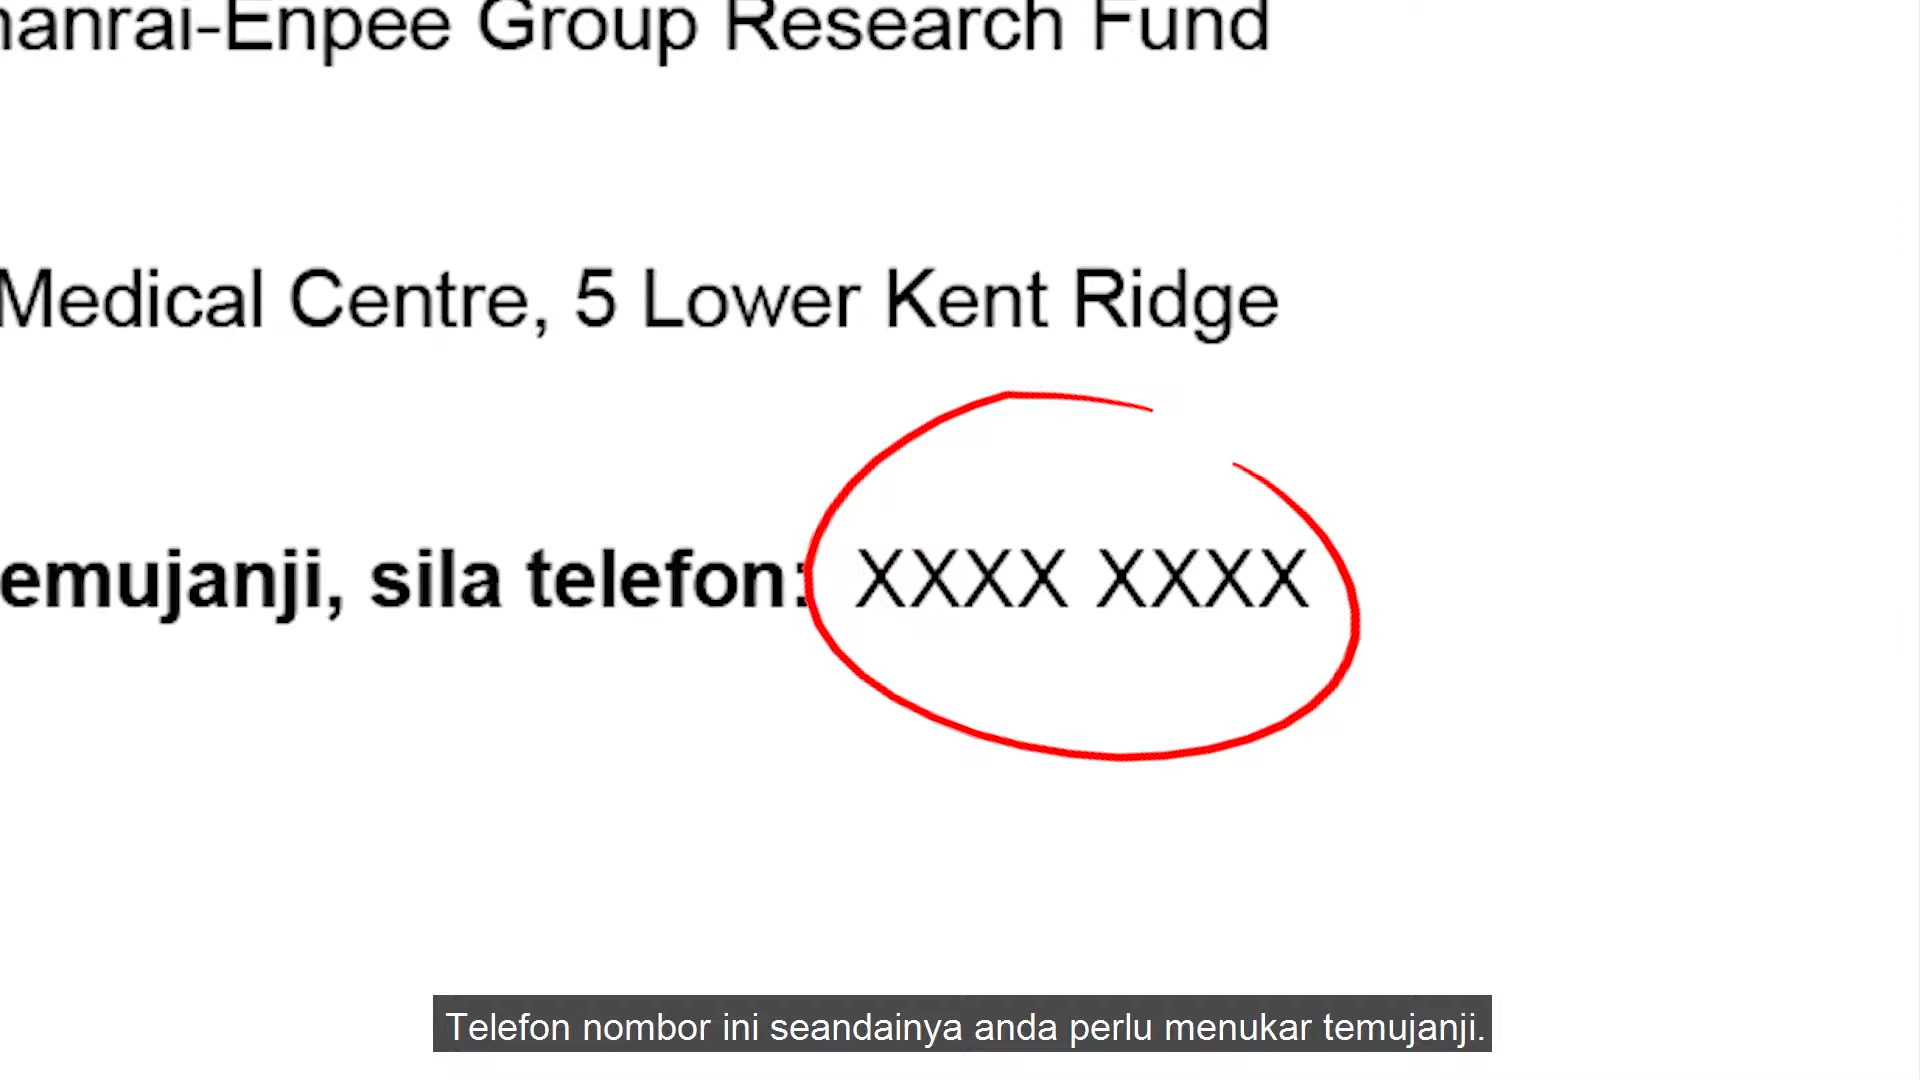 Enpee Group Research Fund
Medical Centre, 5 Lower Kent Ridge
emujanji, sila telefon: XXXX XXXX
Telefon nombor ini seandainya anda perlu menukar temujanji.